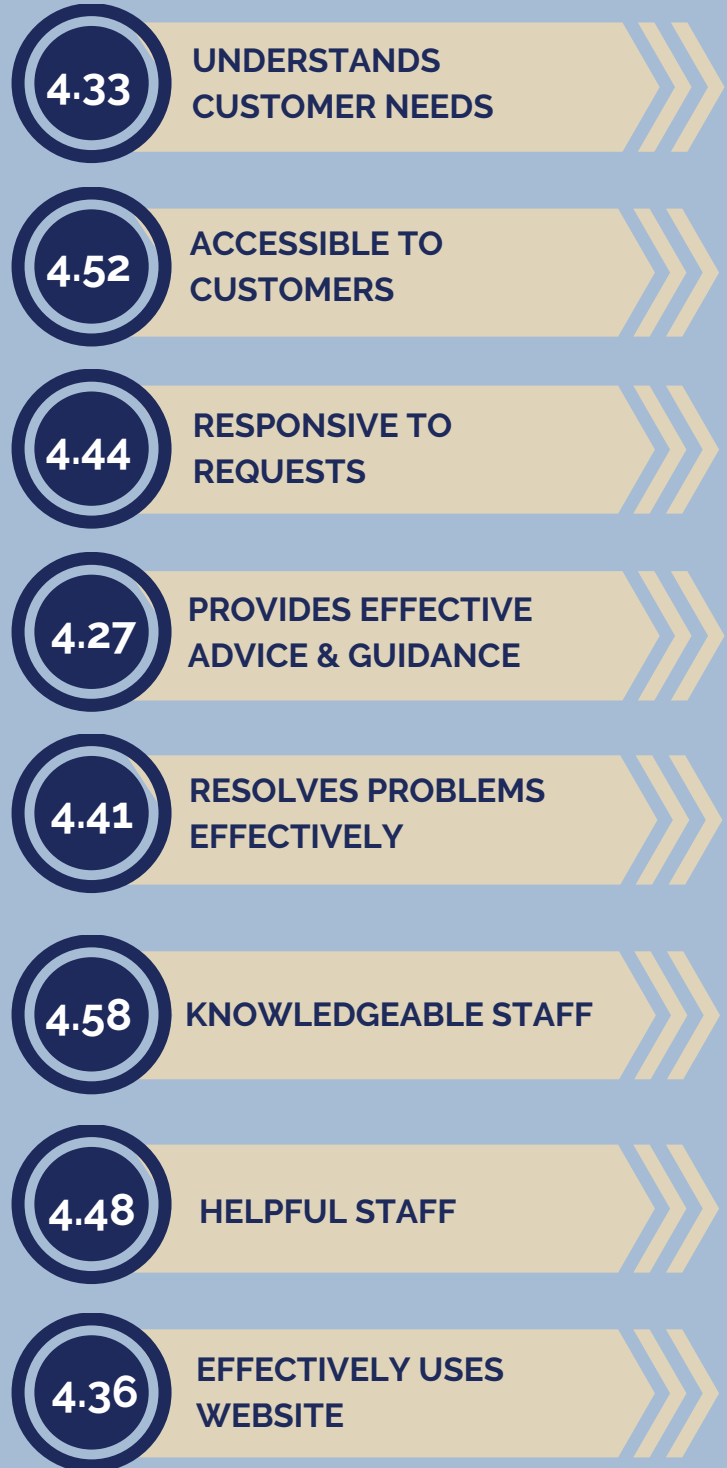 4.33
UNDERSTANDS
CUSTOMER NEEDS
4.52
ACCESSIBLE TO
CUSTOMERS
4.44
RESPONSIVE TO
REQUESTS
4.27
PROVIDES EFFECTIVE
ADVICE & GUIDANCE
4.41
RESOLVES PROBLEMS
EFFECTIVELY
4.58
KNOWLEDGEABLE STAFF
4.48
HELPFUL STAFF
4.36
EFFECTIVELY USES
WEBSITE